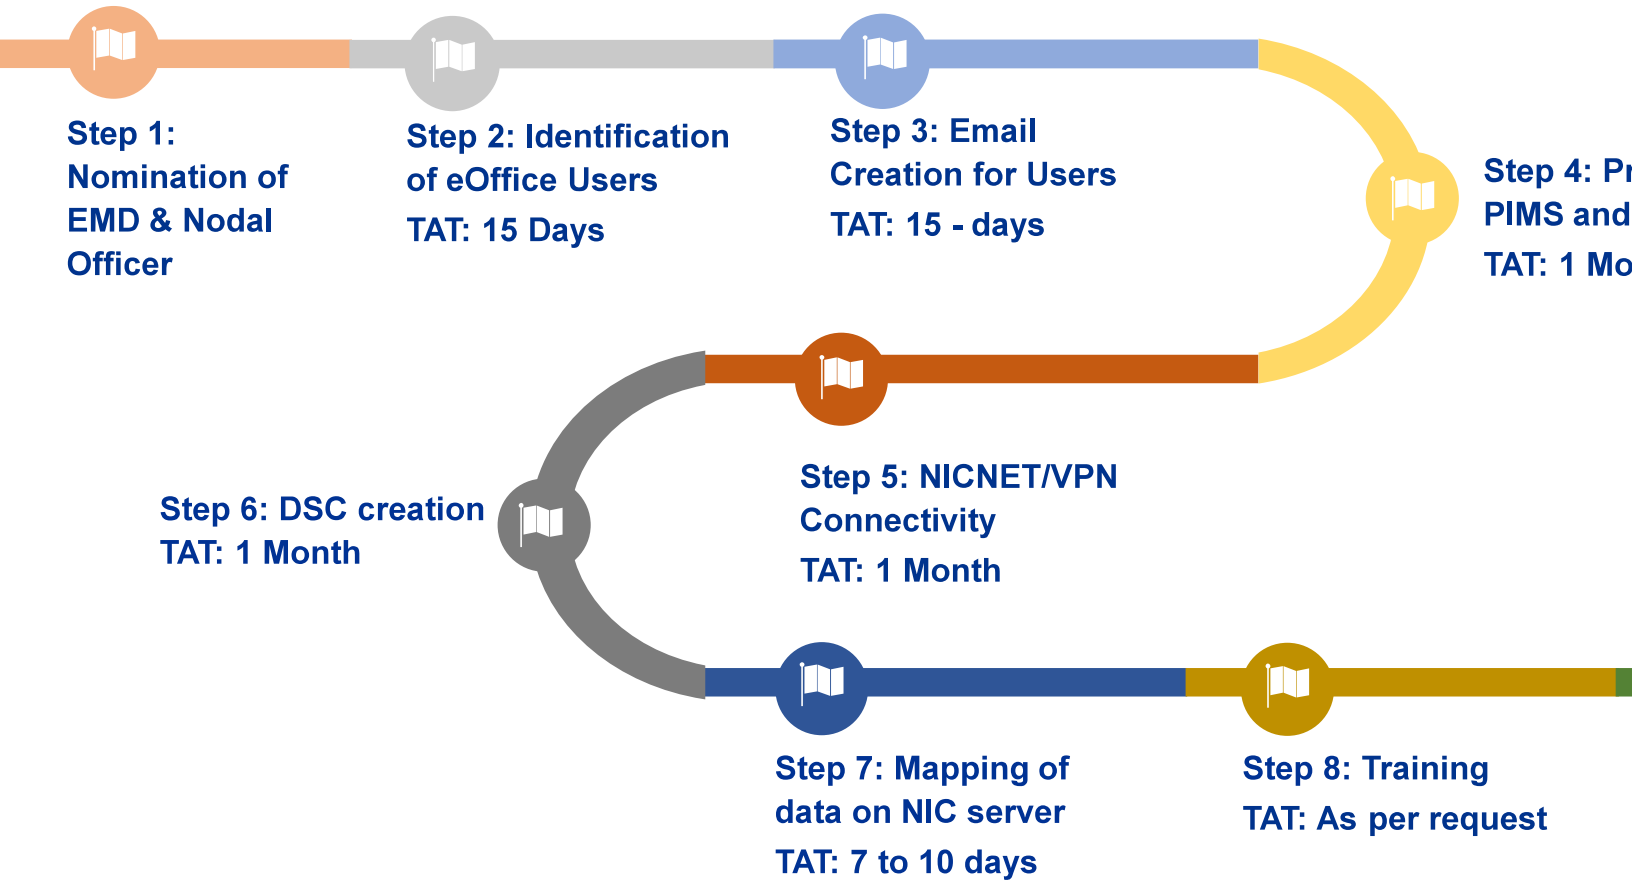 Step 1:
Nomination of
EMD & Nodal
Officer
Step 2: Identification
of eOffice Users
TAT: 15 Days
Step 3: Email
Creation for Users
TAT: 15 - days
Step 4:
PIMS and
TAT: 1
Step 5: NICNET/VPN
Connectivity
TAT: 1 Month
Step 6: DSC creation
TAT: 1 Month
Step 7: Mapping of
data on NIC server
TAT: 7 to 10 days
Step 8: Training
TAT: As per request